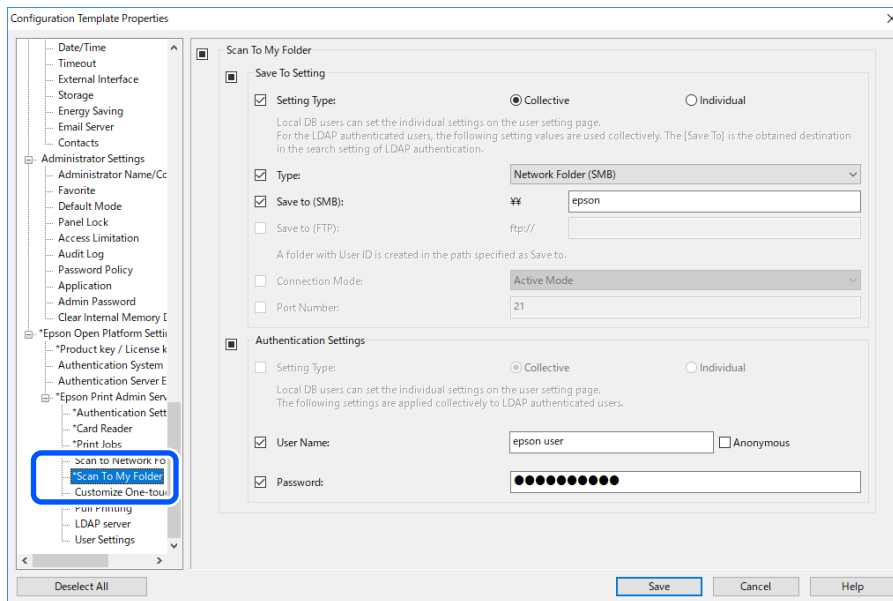 Configuration Template Properties
Date/Time
Timeout
External Interface
Storage
Energy Saving
Email Server
Contacts
Administrator Settings
Administrator Name/Co
Favorite
Default Mode
Panel Lock
Access Limitation
Audit Log
Password Policy
Application
Admin Password
Clear Internal Memory D
*Epson Open Platform Settin
*Product key / License k
Authentication System
Authentication Server E
*Epson Print Admin Serv
*Authentication Sett
*Card Reader
*Print Jobs
Scan to Network Fo
*Scan To My Folder
Customize One-touc
Pull Printing
LDAP server
User Settings
Deselect All
Scan To My Folder
Save To Setting
Setting Type: Collective Individual
Local DB users can set the individual settings on the user setting page.
For the LDAP authenticated users, the following setting values are used collectively. The [Save To] is the obtained destination
in the search setting of LDAP authentication.
Type: Network Folder (SMB)
Save to (SMB): ¥¥ epson
Save to (FTP): ftp://
A folder with User ID is created in the path specified as Save to.
Connection Mode: Active Mode
Port Number: 21
Authentication Settings
Setting Type: Collective Individual
Local DB users can set the individual settings on the user setting page.
The following settings are applied collectively to LDAP authenticated users.
User Name: epson user Anonymous
Password: ●●●●●●●●●●
Save Cancel Help